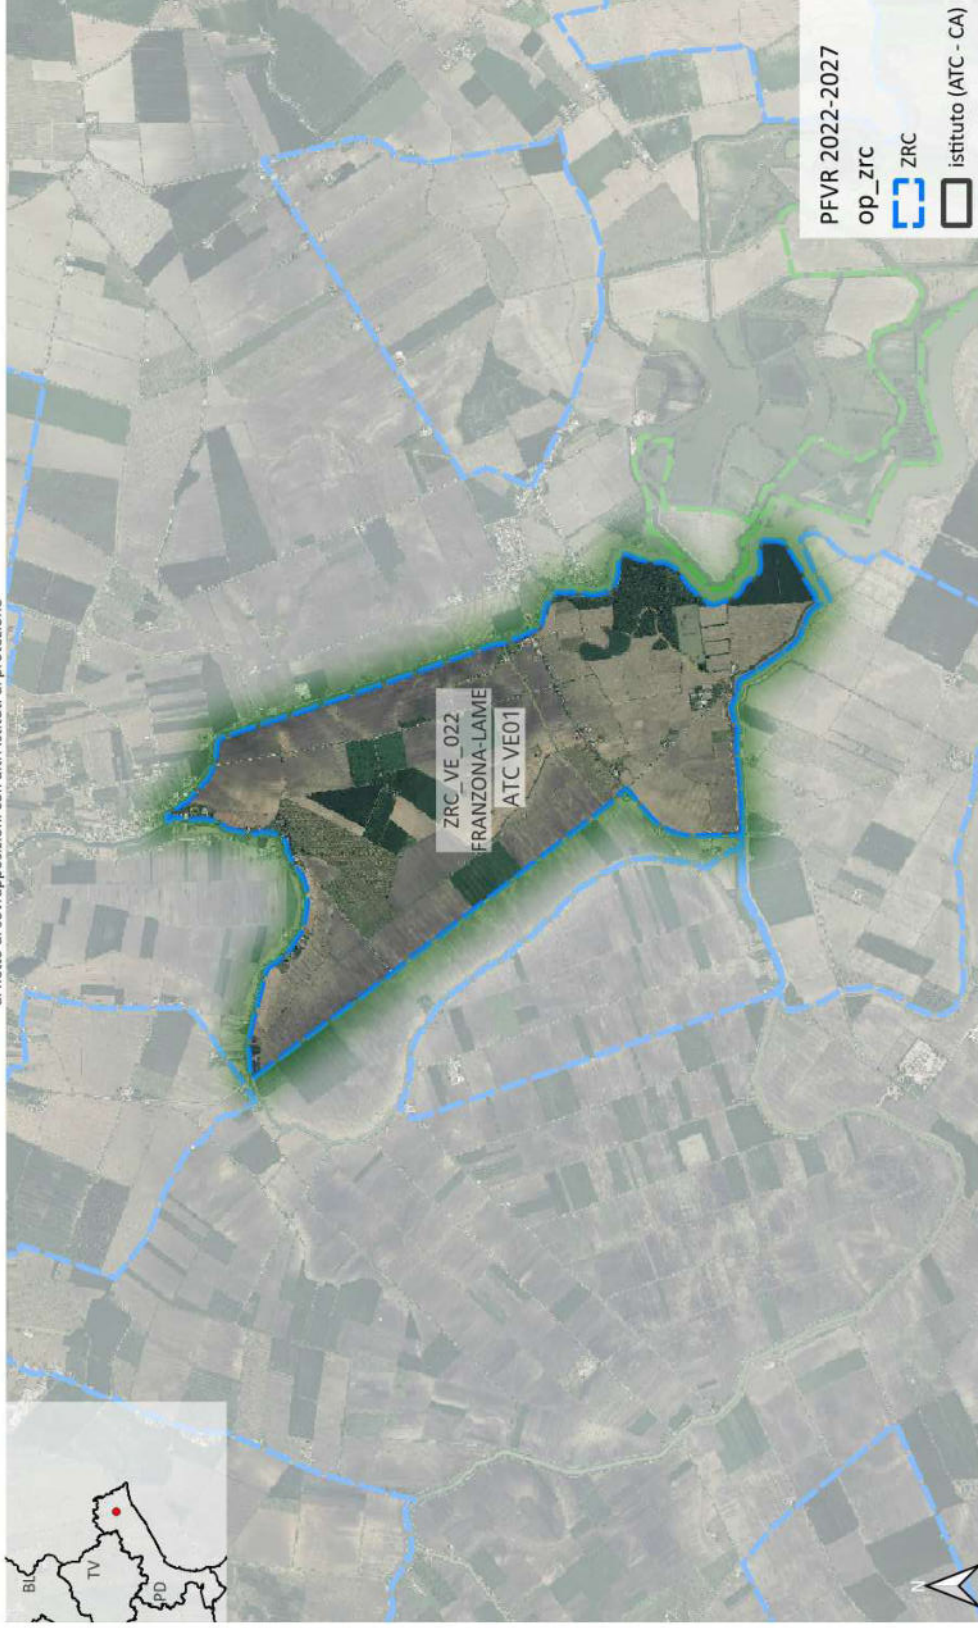 BL
TV
PD
ZRC_VE_022
FRANZONA-LAME
ATC VE01
PFVR 2022-2027
op_zrc
ZRC
istituto (ATC - CA)
N